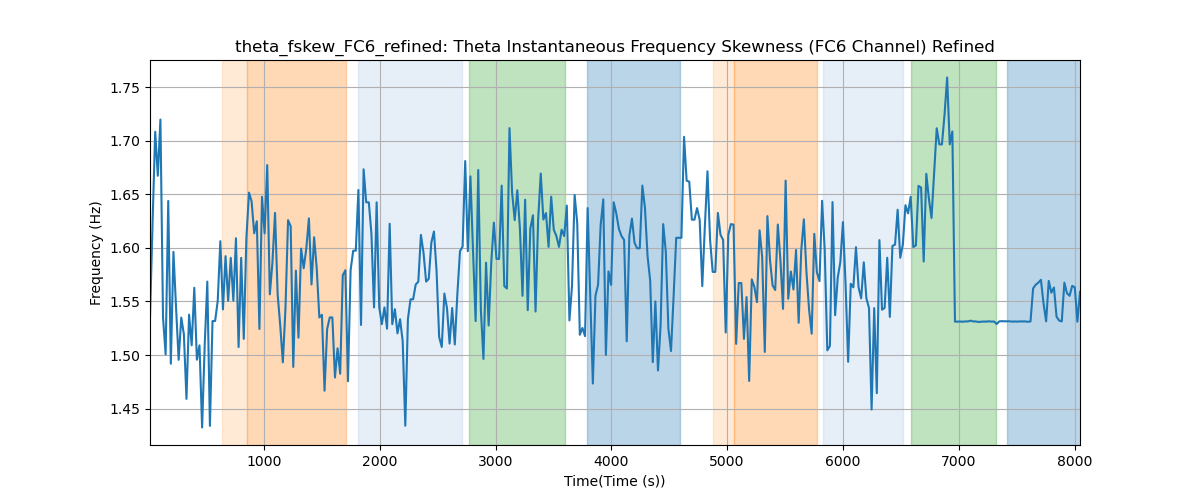 theta_fskew_FC6_refined: Theta Instantaneous Frequency Skewness (FC6 Channel) Refined
Frequency (Hz)
1.75
1.70
1.65
1.60
1.55
1.50
1.45
1000 2000 3000 4000 5000 6000 7000 8000
Time(Time (s))